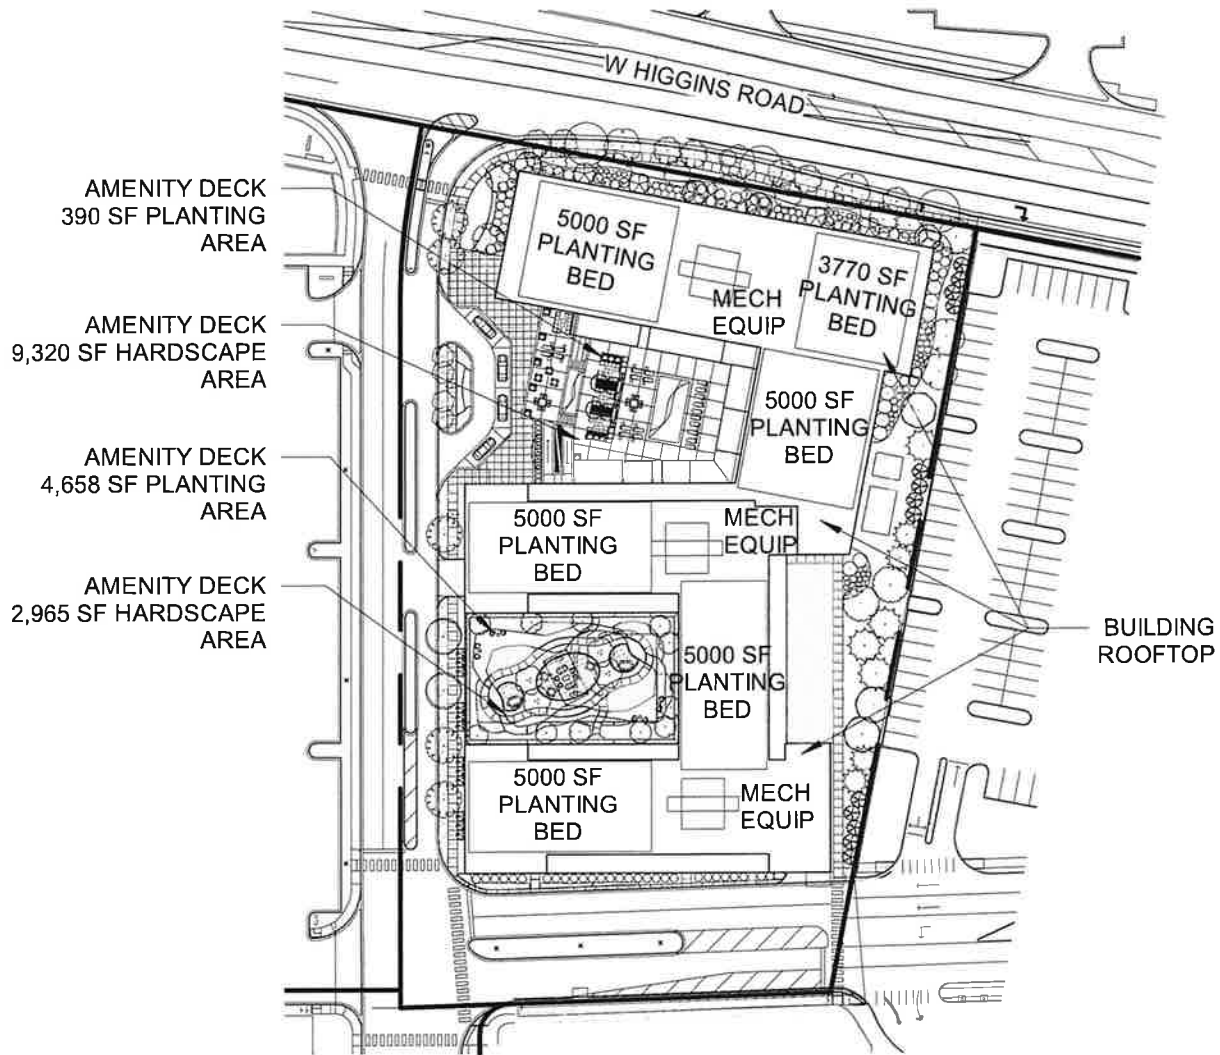 W HIGGINS ROAD
AMENITY DECK
390 SF PLANTING
AREA
AMENITY DECK
9,320 SF HARDSCAPE
AREA
AMENITY DECK
4,658 SF PLANTING
AREA
AMENITY DECK
2,965 SF HARDSCAPE
AREA
5000 SF
PLANTING
BED
MECH
EQUIP
3770 SF
PLANTING
BED
5000 SF
PLANTING
BED
5000 SF
PLANTING
BED
MECH
EQUIP
5000 SF
PLANTING
BED
5000 SF
PLANTING
BED
MECH
EQUIP
BUILDING
ROOFTOP